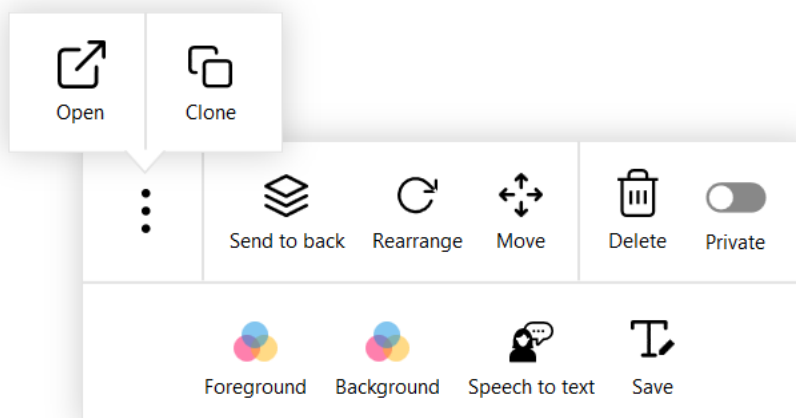 Open
Clone
Send to back
Rearrange
Move
Delete
Private
Foreground
Background
Speech to text
Save